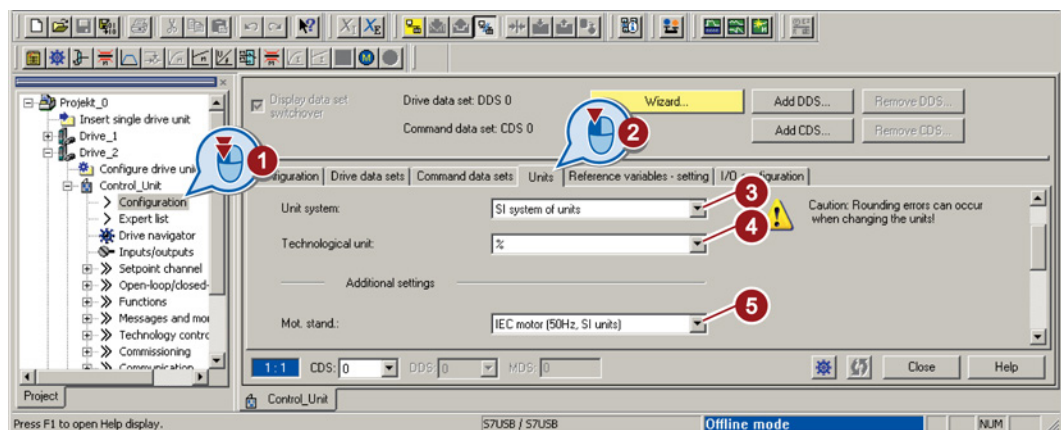 Projekt_0
Insert single drive unit
Drive_1
Drive_2
Configure drive uni
Control_Unit
Configuration
Expert list
Drive navigator
Inputs/outputs
Setpoint channel
Open-loop/closed-
Functions
Messages and mo
Technology contro
Commissioning
Communication
Project
Display data set
switchover
Drive data set: DDS 0
Wizard...
Add DDS...
Remove DDS...
Command data set: CDS 0
Add CDS...
Remove CDS...
1
2
figuration
Drive data sets
Command data sets
Units
Reference variables - setting
I/O configuration
Unit system:
SI system of units
3
Caution: Rounding errors can occur
when changing the units!
Technological unit:
%
4
Additional settings
Mot. stand.:
IEC motor (50Hz, SI units)
5
1:1
CDS: 0
DDS: 0
MDS: 0
Close
Help
Control_Unit
Press F1 to open Help display.
S7USB / S7USB
Offline mode
NUM